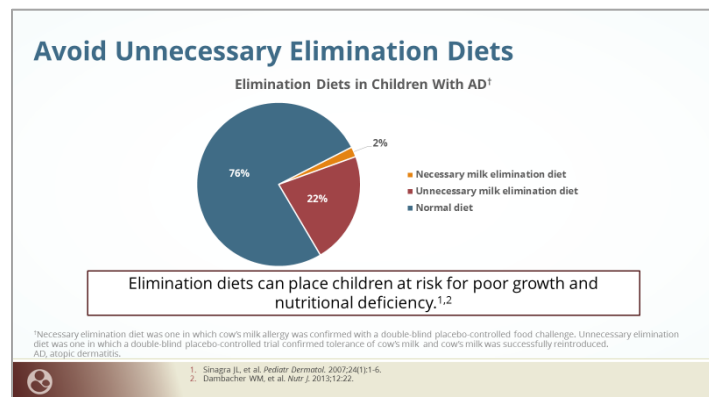 Avoid Unnecessary Elimination Diets
Elimination Diets in Children With AD†
2%
76%
22%
Necessary milk elimination diet
Unnecessary milk elimination diet
Normal diet
Elimination diets can place children at risk for poor growth and
nutritional deficiency.1,2
†Necessary elimination diet was one in which cow's milk allergy was confirmed with a double-blind placebo-controlled food challenge. Unnecessary elimination
diet was one in which a double-blind placebo-controlled trial confirmed tolerance of cow's milk and cow's milk was successfully reintroduced.
AD, atopic dermatitis.
1. Sinagra JL, et al. Pediatr Dermatol. 2007;24(1):1-6.
2. Dambacher WM, et al. Nutr J. 2013;12:22.